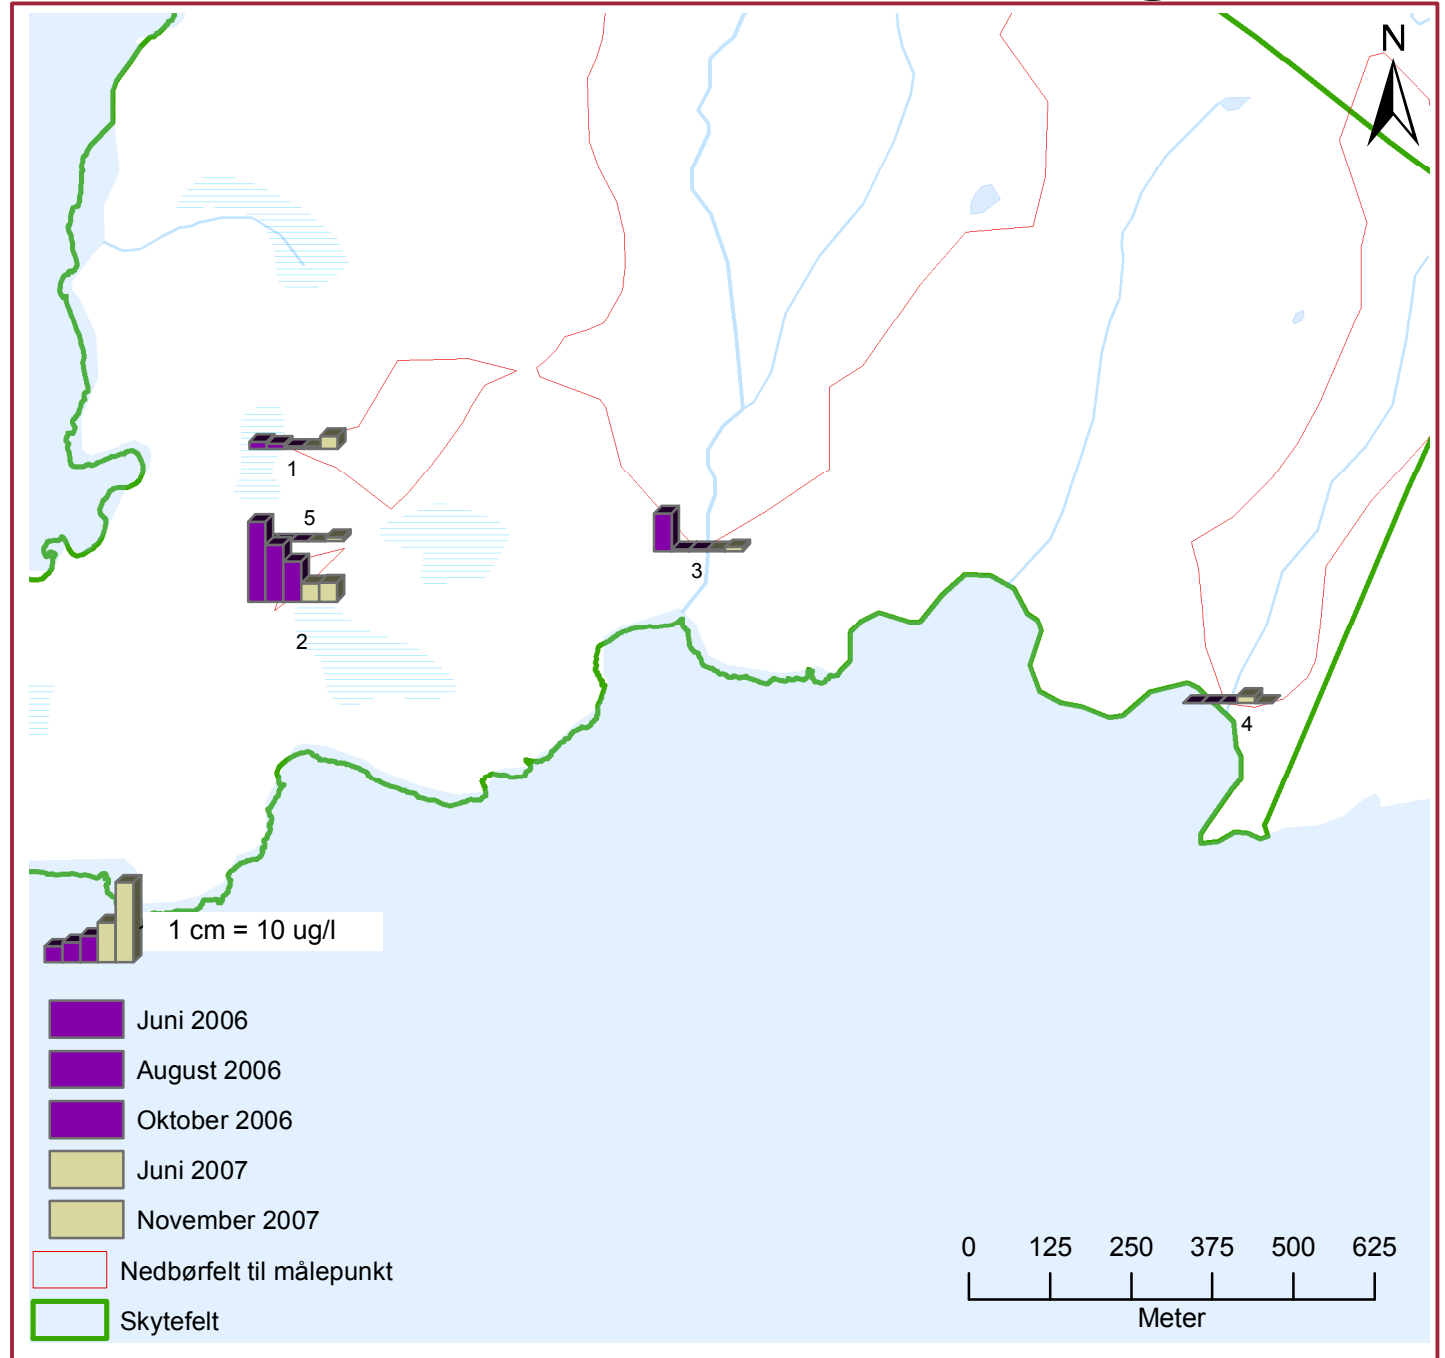 N
1
5
3
2
4
1 cm = 10 ug/l
Juni 2006
August 2006
Oktober 2006
Juni 2007
November 2007
Nedbørfelt til målepunkt
Skytefelt
0 125 250 375 500 625
Meter